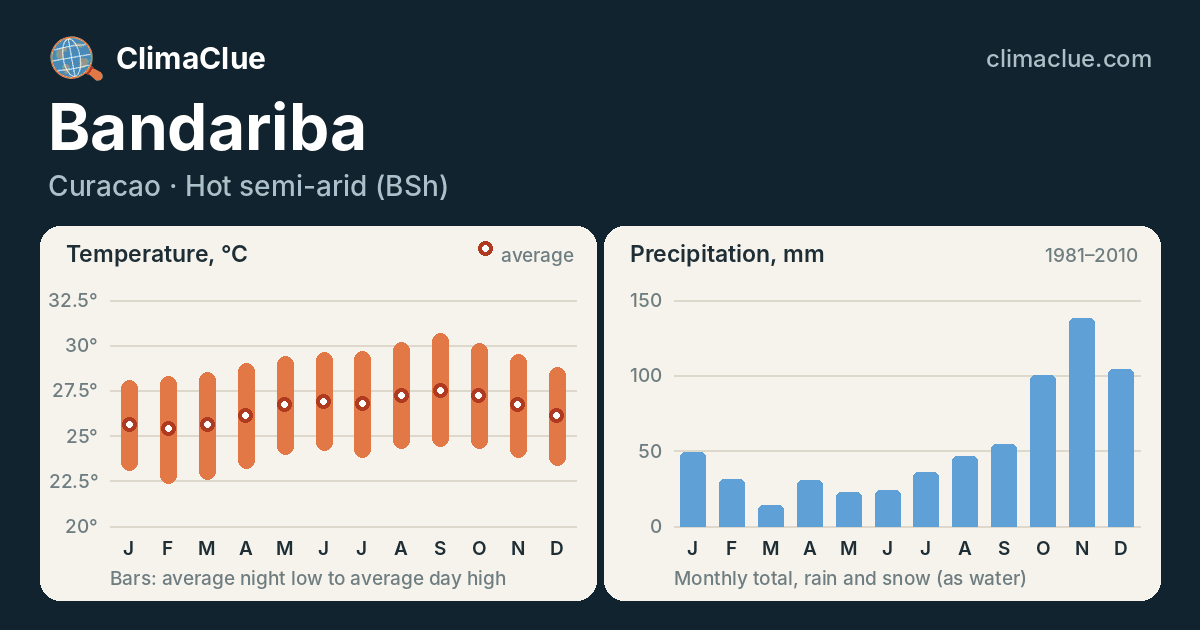 ClimaClue
climaclue.com
Bandariba
Curacao · Hot semi-arid (BSh)
Temperature, °C
average
32.5°
30°
27.5°
25°
22.5°
20°
J F M A M J J A S O N D
Bars: average night low to average day high
Precipitation, mm
1981–2010
150
100
50
0
J F M A M J J A S O N D
Monthly total, rain and snow (as water)